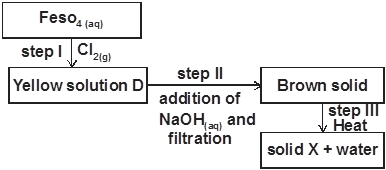 Feso4 (aq)
step I Cl2(g)
Yellow solution D
step II
addition of
NaOH(aq) and
filtration
Brown solid
step III
Heat
solid X + water